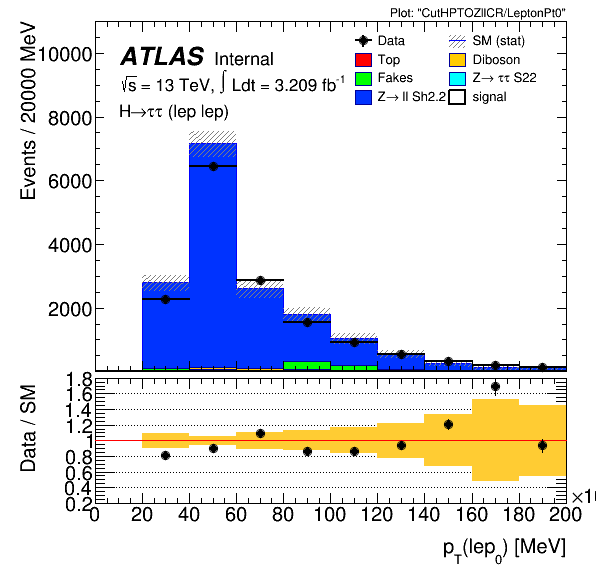 Plot: "CutHPTOZllCR/LeptonPt0"
Events / 20000 MeV
10000
8000
6000
4000
2000
ATLAS Internal
√s = 13 TeV, ∫ Ldt = 3.209 fb⁻¹
H→ττ (lep lep)
Data
SM (stat)
Top
Diboson
Fakes
Z→ ττ S22
Z→ ll Sh2.2
signal
Data / SM
1.8
1.6
1.4
1.2
1
0.8
0.6
0.4
0.2
0 20 40 60 80 100 120 140 160 180 200
p_T(lep_0) [MeV]